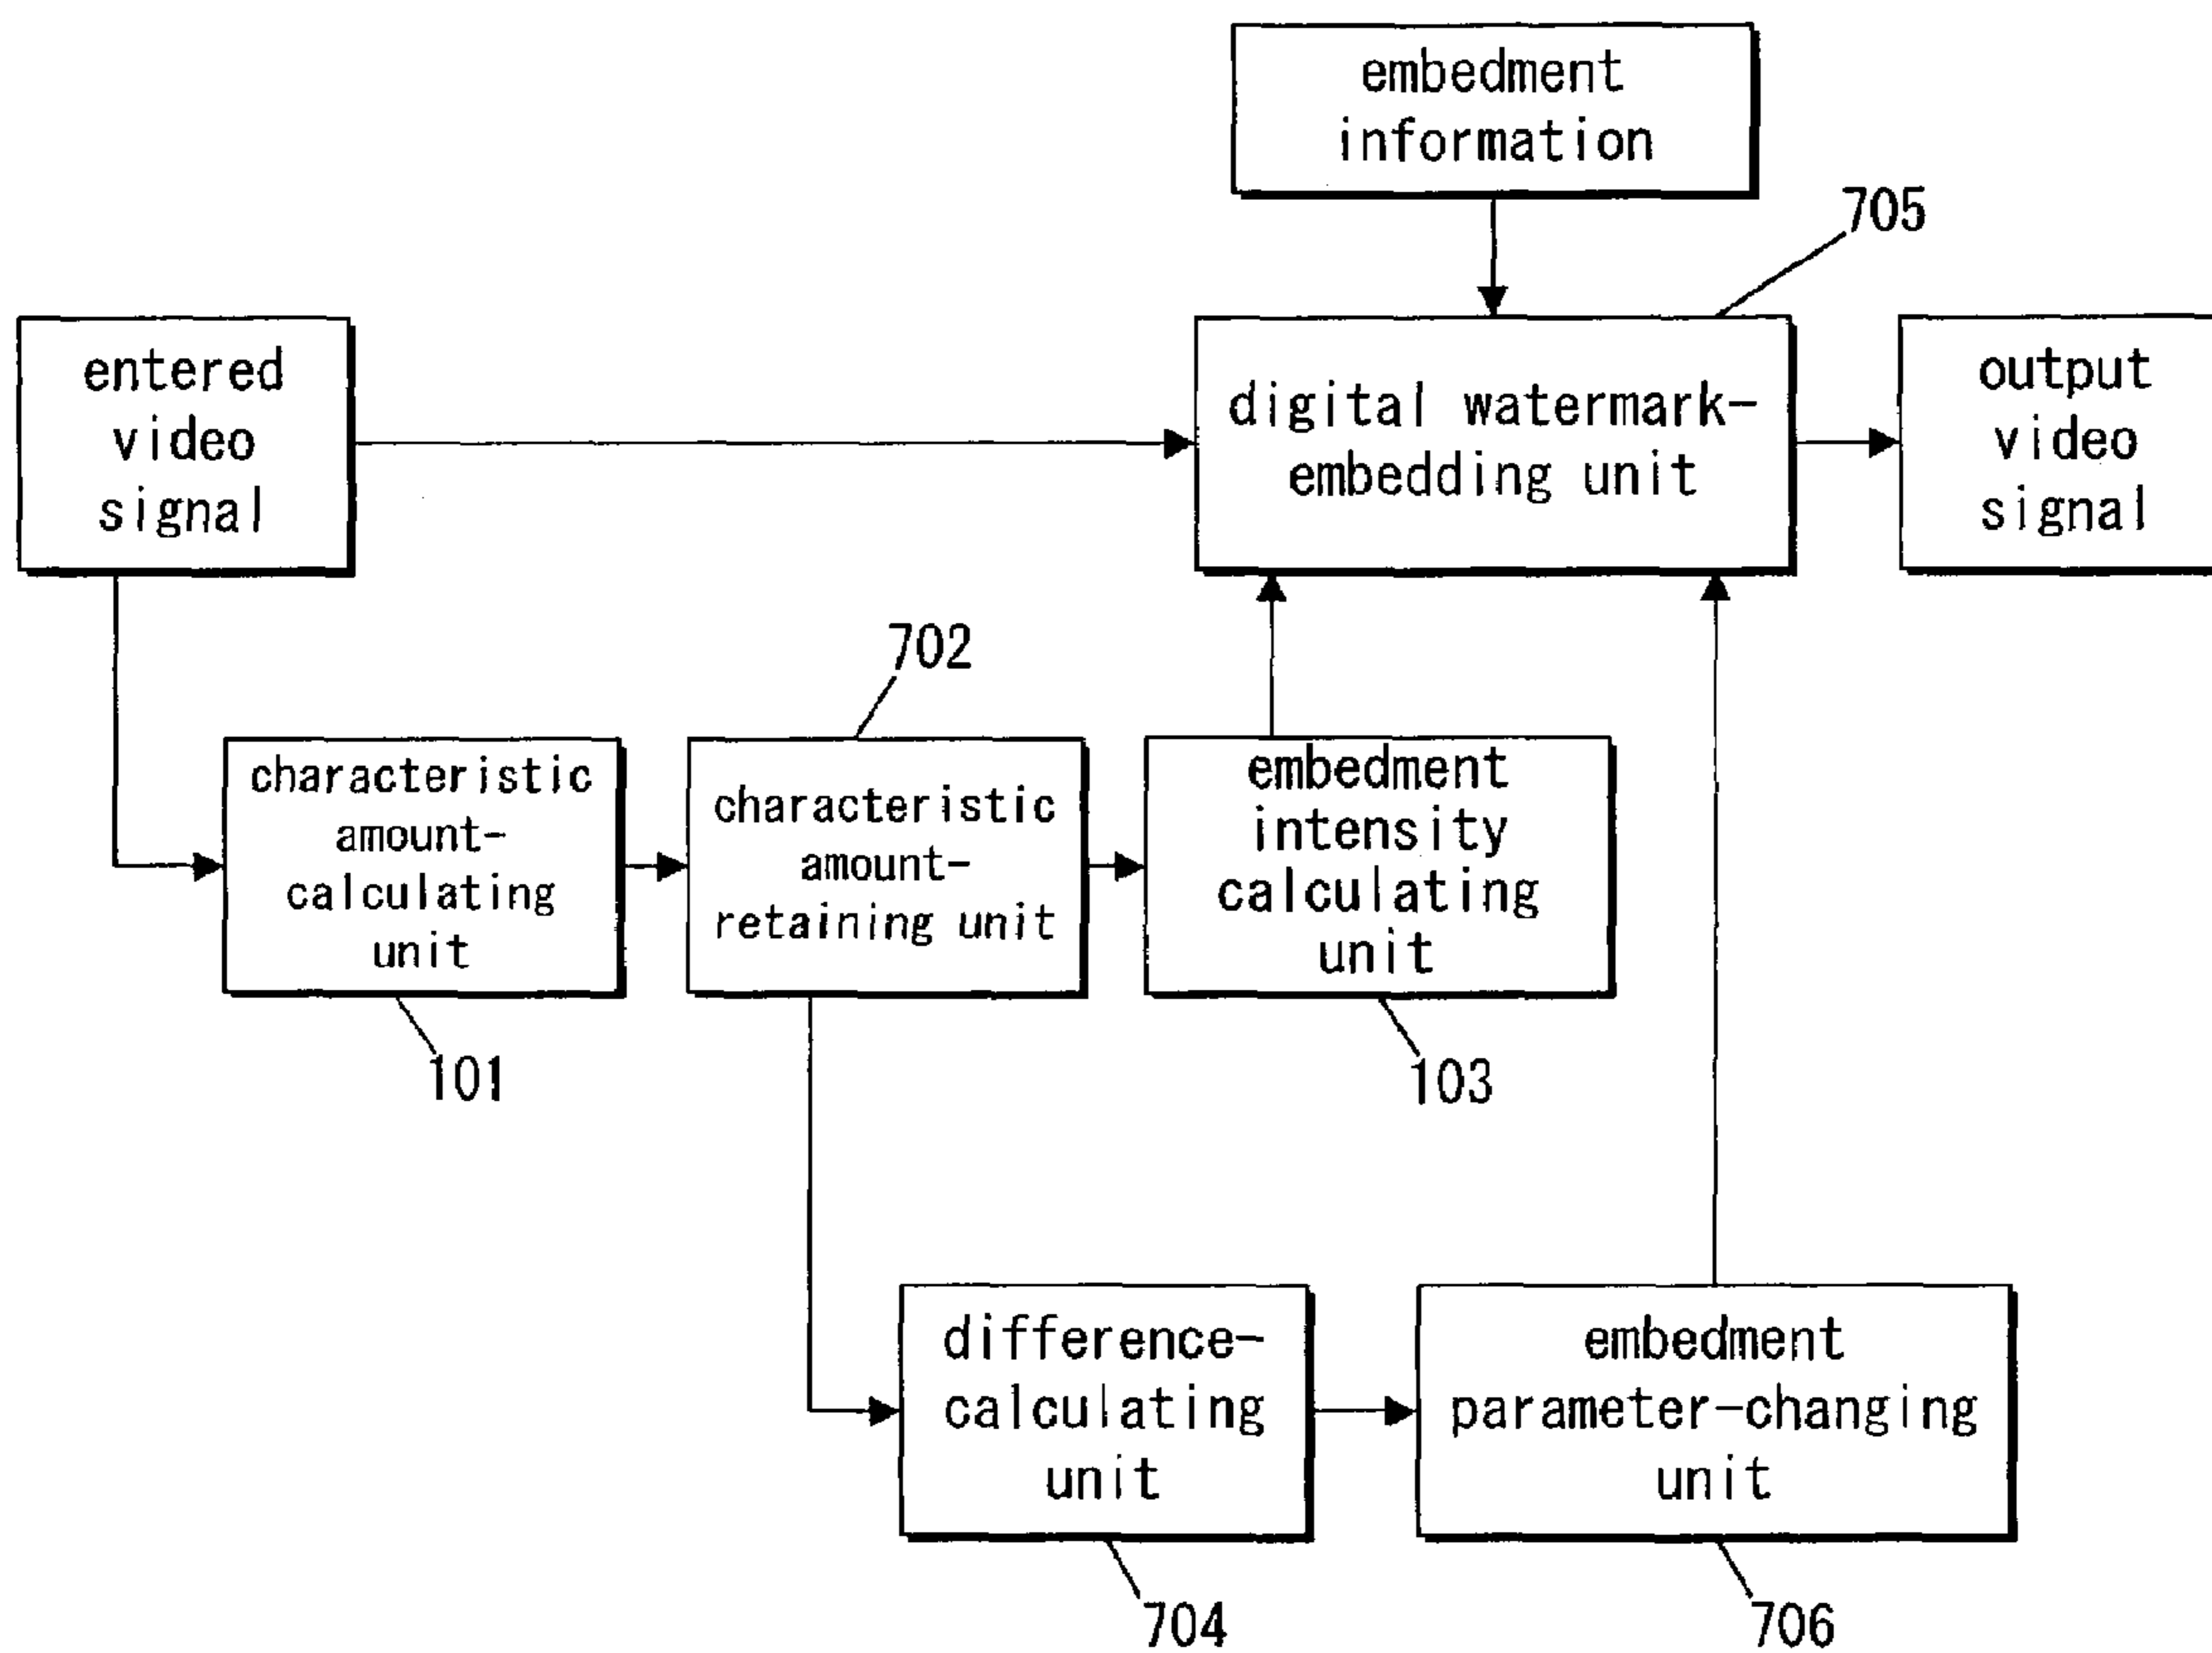 embedment
information
705
entered
video
signal
digital watermark-
embedding unit
output
video
signal
702
characteristic
amount-
calculating
unit
characteristic
amount-
retaining unit
embedment
intensity
calculating
unit
101
103
difference-
calculating
unit
embedment
parameter-changing
unit
704
706